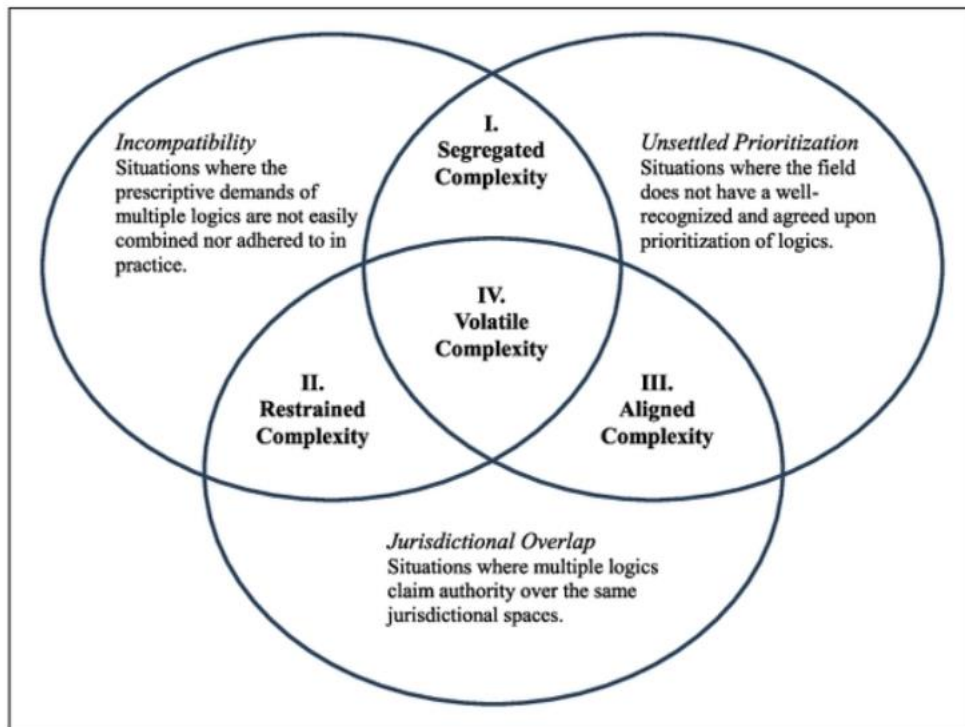 I.
Segregated
Complexity
Incompatibility
Situations where the
prescriptive demands of
multiple logics are not easily
combined nor adhered to in
practice.
Unsettled Prioritization
Situations where the field
does not have a well-
recognized and agreed upon
prioritization of logics.
IV.
Volatile
Complexity
II.
Restrained
Complexity
III.
Aligned
Complexity
Jurisdictional Overlap
Situations where multiple logics
claim authority over the same
jurisdictional spaces.